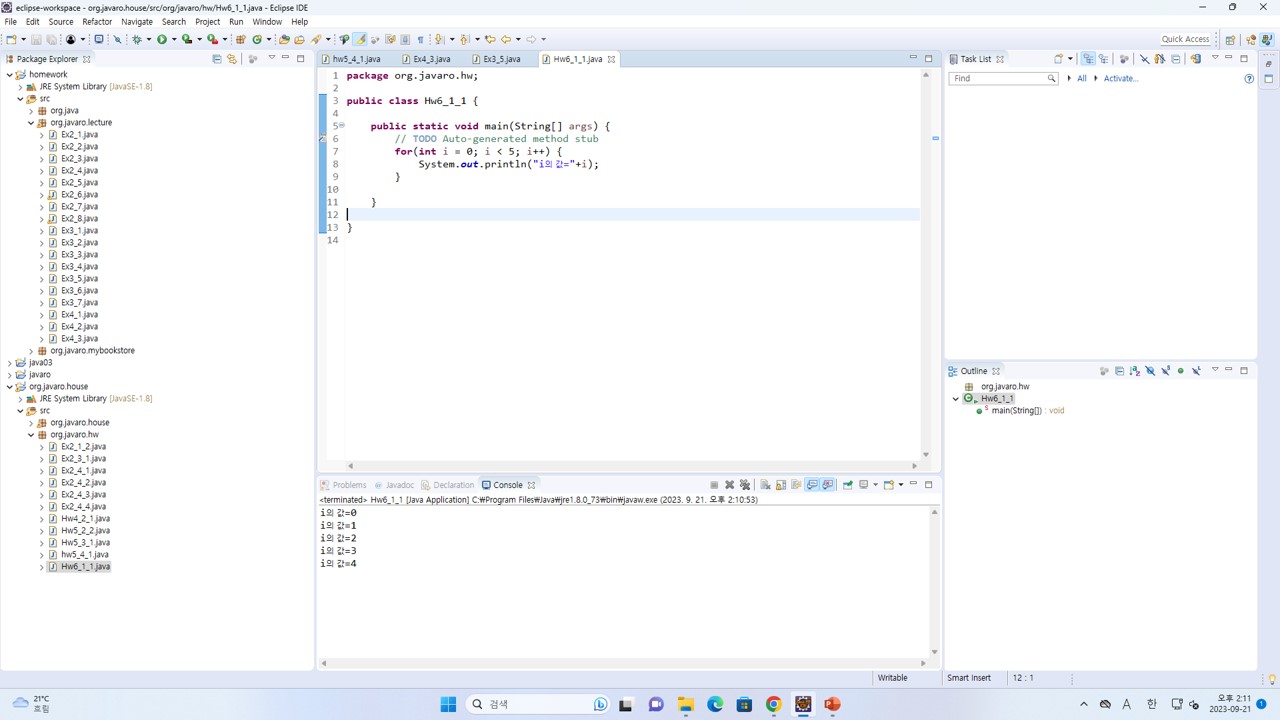 eclipse-workspace - org.javaro.house/src/org/javaro/hw/Hw6_1_1.java - Eclipse IDE
File Edit Source Refactor Navigate Search Project Run Window Help
Quick Access
Package Explorer
homework
JRE System Library [JavaSE-1.8]
src
org.java
org.javaro.lecture
Ex2_1.java
Ex2_2.java
Ex2_3.java
Ex2_4.java
Ex2_5.java
Ex2_6.java
Ex2_7.java
Ex2_8.java
Ex3_1.java
Ex3_2.java
Ex3_3.java
Ex3_4.java
Ex3_5.java
Ex3_6.java
Ex3_7.java
Ex4_1.java
Ex4_2.java
Ex4_3.java
org.javaro.mybookstore
java03
javaro
org.javaro.house
JRE System Library [JavaSE-1.8]
src
org.javaro.house
org.javaro.hw
Ex2_1_2.java
Ex2_3_1.java
Ex2_4_1.java
Ex2_4_2.java
Ex2_4_3.java
Ex2_4_4.java
Hw4_2_1.java
Hw5_2_2.java
Hw5_3_1.java
hw5_4_1.java
Hw6_1_1.java
hw5_4_1.java Ex4_3.java Ex3_5.java Hw6_1_1.java
1 package org.javaro.hw;
2
3 public class Hw6_1_1 {
4
5 public static void main(String[] args) {
6 // TODO Auto-generated method stub
7 for(int i = 0; i < 5; i++) {
8 System.out.println("i의 값="+i);
9 }
10
11 }
12
13 }
14
Problems Javadoc Declaration Console
<terminated> Hw6_1_1 [Java Application] C:₩Program Files₩Java₩jre1.8.0_73₩bin₩javaw.exe (2023. 9. 21. 오후 2:10:53)
i의 값=0
i의 값=1
i의 값=2
i의 값=3
i의 값=4
Task List
Find All Activate...
Outline
org.javaro.hw
Hw6_1_1
main(String[]) : void
Writable Smart Insert 12 : 1
21℃
흐림
검색
A 한
오후 2:11
2023-09-21
1